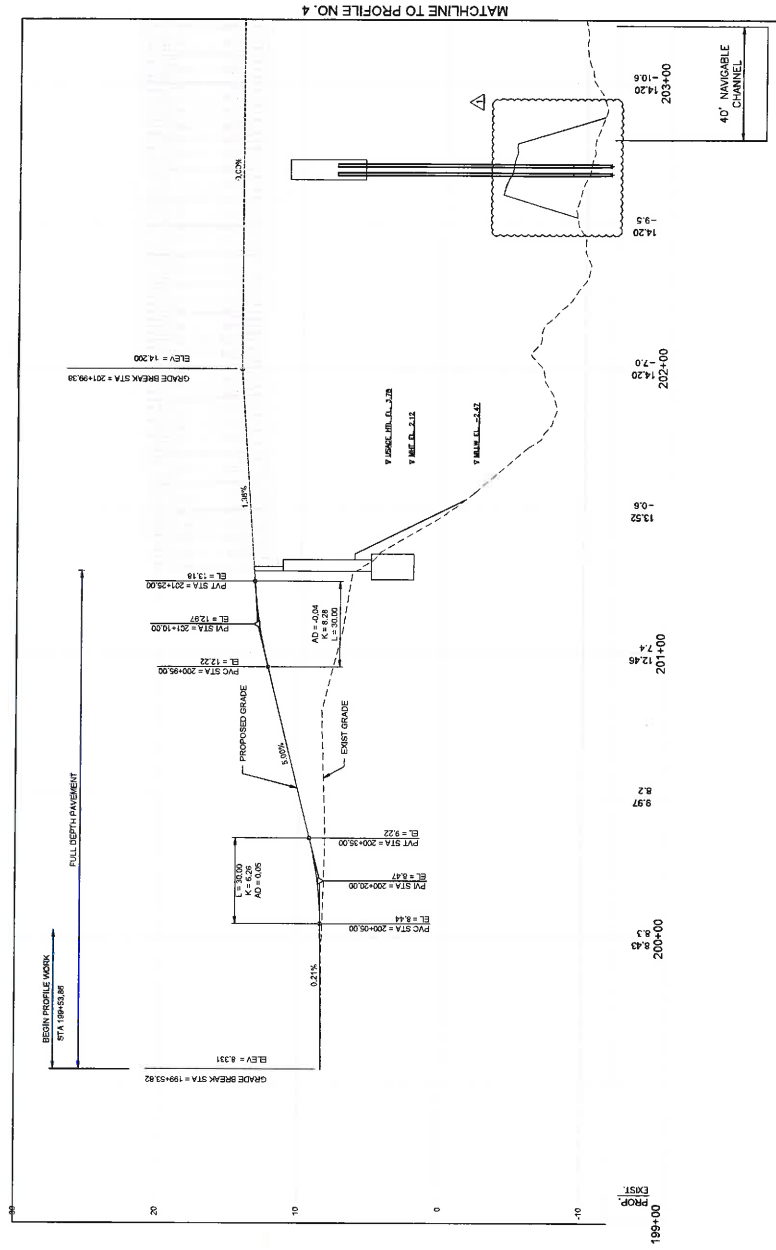 MATCHLINE TO PROFILE NO. 4
BEGIN PROFILE WORK
STA 199+53.86
FULL DEPTH PAVEMENT
GRADE BREAK STA = 199+53.82
ELEV = 8.331
0.21%
PVC STA = 200+05.00
EL = 8.44
PVI STA = 200+20.00
EL = 8.47
PVT STA = 200+35.00
EL = 9.22
L = 30.00
K = 6.26
AD = 0.05
5.00%
PROPOSED GRADE
EXIST GRADE
PVC STA = 200+95.00
EL = 12.22
PVI STA = 201+10.00
EL = 12.97
PVT STA = 201+25.00
EL = 13.18
AD = -0.04
K = 8.28
L = 30.00
1.36%
GRADE BREAK STA = 201+99.38
ELEV = 14.200
USACE HTL EL 3.78
MHT EL 2.12
MLLW EL -2.47
1
40' NAVIGABLE
CHANNEL
30
20
10
0
-10
PROP.
EXIST.
199+00
8.43
8.3
200+00
9.97
8.2
12.46
7.4
201+00
13.52
-0.6
14.20
-7.0
202+00
14.20
-9.5
14.20
-10.6
203+00